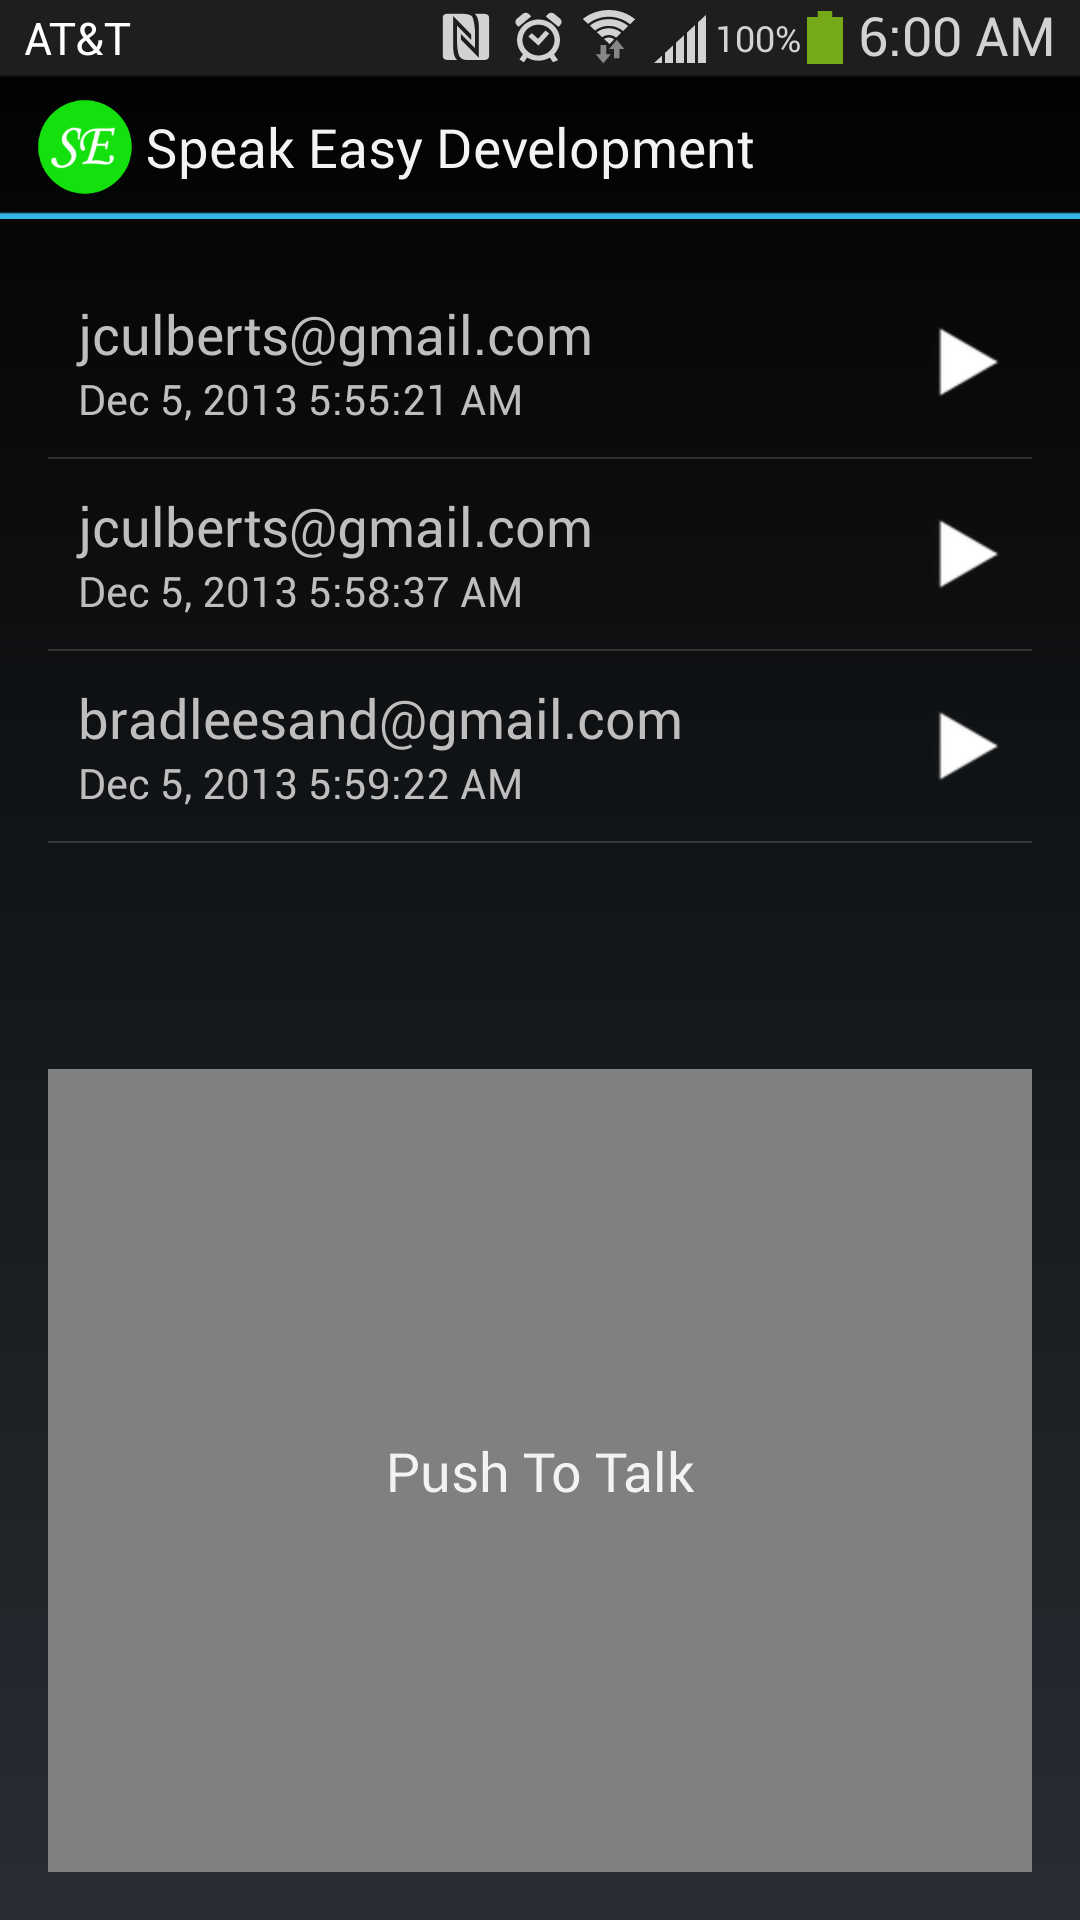 AT&T 100% 6:00 AM
SE Speak Easy Development
jculberts@gmail.com
Dec 5, 2013 5:55:21 AM
jculberts@gmail.com
Dec 5, 2013 5:58:37 AM
bradleesand@gmail.com
Dec 5, 2013 5:59:22 AM
Push To Talk